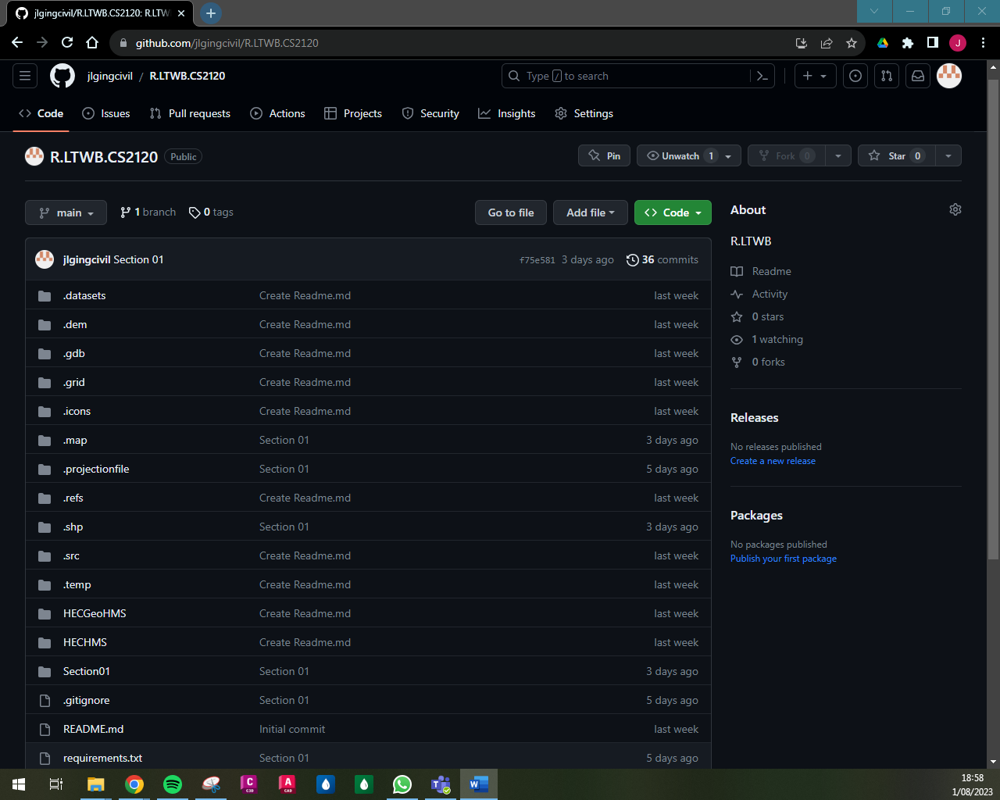 jlgingcivil/R.LTWB.CS2120: R.LTW
github.com/jlgingcivil/R.LTWB.CS2120
J
jlgingcivil / R.LTWB.CS2120
Type / to search
Code
Issues
Pull requests
Actions
Projects
Security
Insights
Settings
R.LTWB.CS2120
Public
Pin
Unwatch 1
Fork 0
Star 0
main
1 branch
0 tags
Go to file
Add file
Code
jlgingcivil Section 01 f75e581 3 days ago 36 commits
.datasets Create Readme.md last week
.dem Create Readme.md last week
.gdb Create Readme.md last week
.grid Create Readme.md last week
.icons Create Readme.md last week
.map Section 01 3 days ago
.projectionfile Section 01 5 days ago
.refs Create Readme.md last week
.shp Section 01 3 days ago
.src Create Readme.md last week
.temp Create Readme.md last week
HECGeoHMS Create Readme.md last week
HECHMS Create Readme.md last week
Section01 Section 01 3 days ago
.gitignore Section 01 5 days ago
README.md Initial commit last week
requirements.txt Section 01 5 days ago
About
R.LTWB
Readme
Activity
0 stars
1 watching
0 forks
Releases
No releases published
Create a new release
Packages
No packages published
Publish your first package
C
C3D
A
CAD
W
18:58
1/08/2023